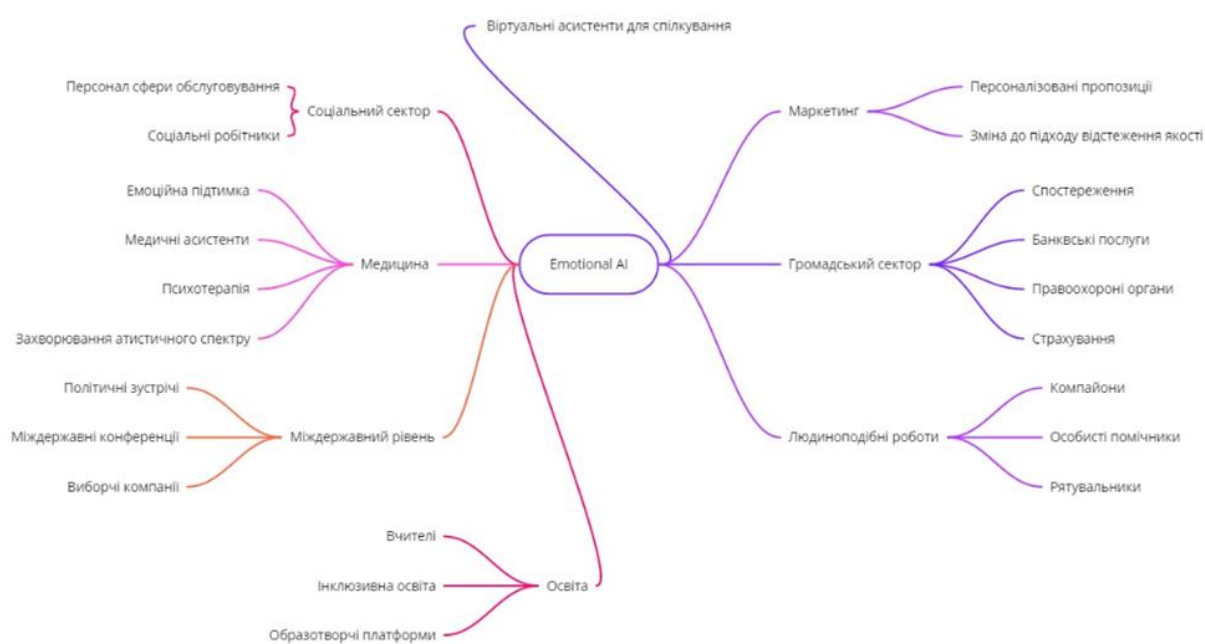 Віртуальні асистенти для спілкування
Персонал сфери обслуговування
Соціальний сектор
Соціальні робітники
Емоційна підтимка
Медичні асистенти
Медицина
Психотерапія
Захворювання атистичного спектру
Політичні зустрічі
Міждержавні конференції
Міждержавний рівень
Виборчі компанії
Вчителі
Інклюзивна освіта
Освіта
Образотворчі платформи
Emotional AI
Маркетинг
Персоналізовані пропозиції
Зміна до підходу відстеження якості
Громадський сектор
Спостереження
Банквські послуги
Правоохороні органи
Страхування
Людиноподібні роботи
Компайони
Особисті помічники
Рятувальники